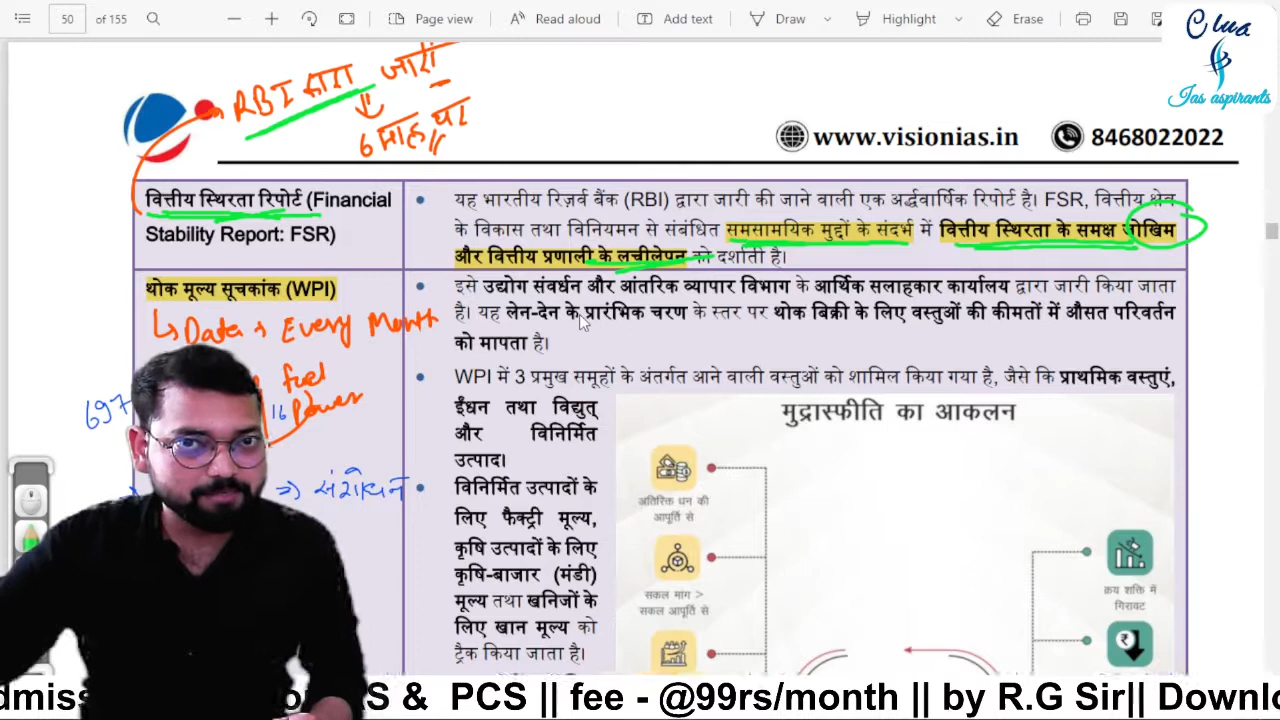 50 of 155 Page view Read aloud Add text Draw Highlight Erase
Clua
Ias aspirants
RBI द्वारा जारी
6 माह पर
www.visionias.in 8468022022
वित्तीय स्थिरता रिपोर्ट (Financial
Stability Report: FSR)
यह भारतीय रिज़र्व बैंक (RBI) द्वारा जारी की जाने वाली एक अर्द्धवार्षिक रिपोर्ट है। FSR, वित्तीय क्षेत्र
के विकास तथा विनियमन से संबंधित समसामयिक मुद्दों के संदर्भ में वित्तीय स्थिरता के समक्ष जोखिम
और वित्तीय प्रणाली के लचीलेपन को दर्शाती है।
थोक मूल्य सूचकांक (WPI)
Data Every Month
fuel
16 Power
697
संशोधन
इसे उद्योग संवर्धन और आंतरिक व्यापार विभाग के आर्थिक सलाहकार कार्यालय द्वारा जारी किया जाता
है। यह लेन-देन के प्रारंभिक चरण के स्तर पर थोक बिक्री के लिए वस्तुओं की कीमतों में औसत परिवर्तन
को मापता है।
WPI में 3 प्रमुख समूहों के अंतर्गत आने वाली वस्तुओं को शामिल किया गया है, जैसे कि प्राथमिक वस्तुएं,
ईंधन तथा विद्युत्
और विनिर्मित
उत्पाद।
विनिर्मित उत्पादों के
लिए फैक्ट्री मूल्य,
कृषि उत्पादों के लिए
कृषि-बाजार (मंडी)
मूल्य तथा खनिजों के
लिए खान मूल्य को
ट्रैक किया जाता है।
मुद्रास्फीति का आकलन
अतिरिक्त धन की
आपूर्ति से
सकल मांग >
सकल आपूर्ति से
क्रय शक्ति में
गिरावट
dmiss AS & PCS || fee - @99rs/month || by R.G Sir|| Downlo